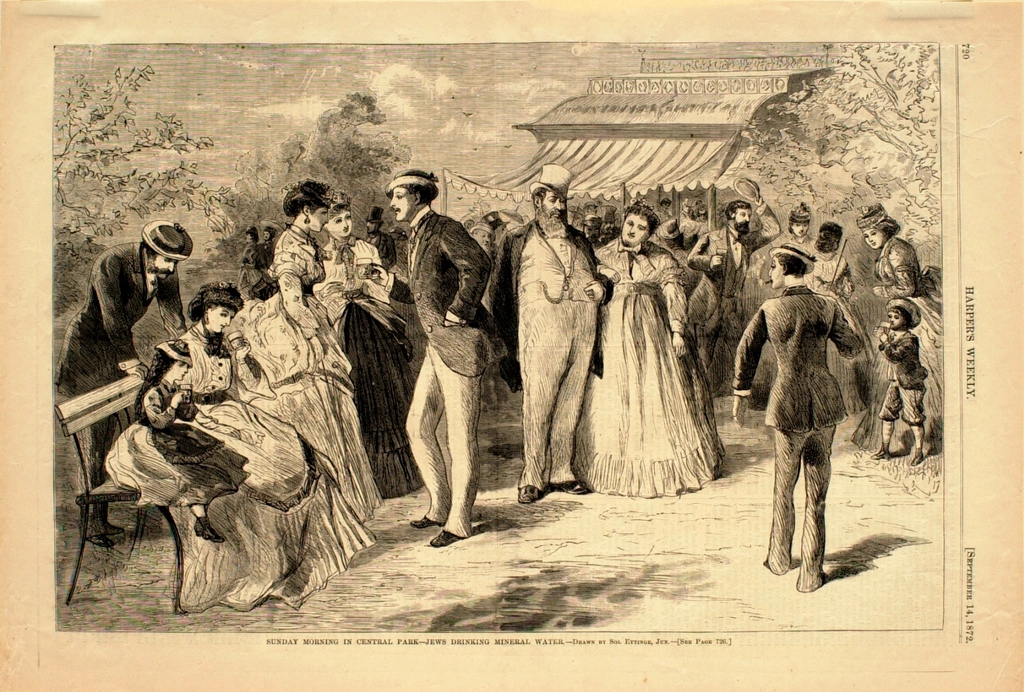 720
HARPER'S WEEKLY.
[SEPTEMBER 14, 1872.
SUNDAY MORNING IN CENTRAL PARK—JEWS DRINKING MINERAL WATER.—DRAWN BY SOL EYTINGE, JUN.—[SEE PAGE 726.]